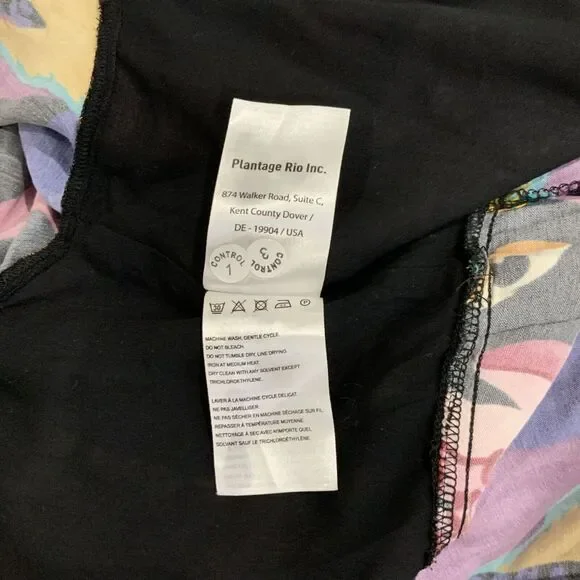 Plantage Rio Inc.
874 Walker Road, Suite C,
Kent County Dover /
DE - 19904 / USA
CONTROL
1
CONTROL
3
30
P
MACHINE WASH, GENTLE CYCLE.
DO NOT BLEACH.
DO NOT TUMBLE DRY, LINE DRYING.
IRON AT MEDIUM HEAT.
DRY CLEAN WITH ANY SOLVENT EXCEPT
TRICHLOROETHYLENE.
LAVER À LA MACHINE CYCLE DELICAT.
NE PAS JAVELLISER.
NE PAS SÉCHER EN MACHINE SÉCHAGE SUR FIL.
REPASSER À TEMPÉRATURE MOYENNE
NETTOYAGE À SEC AVEC N'IMPORTE QUEL
SOLVANT SAUF LE TRICHLOROÉTHYLÈNE.